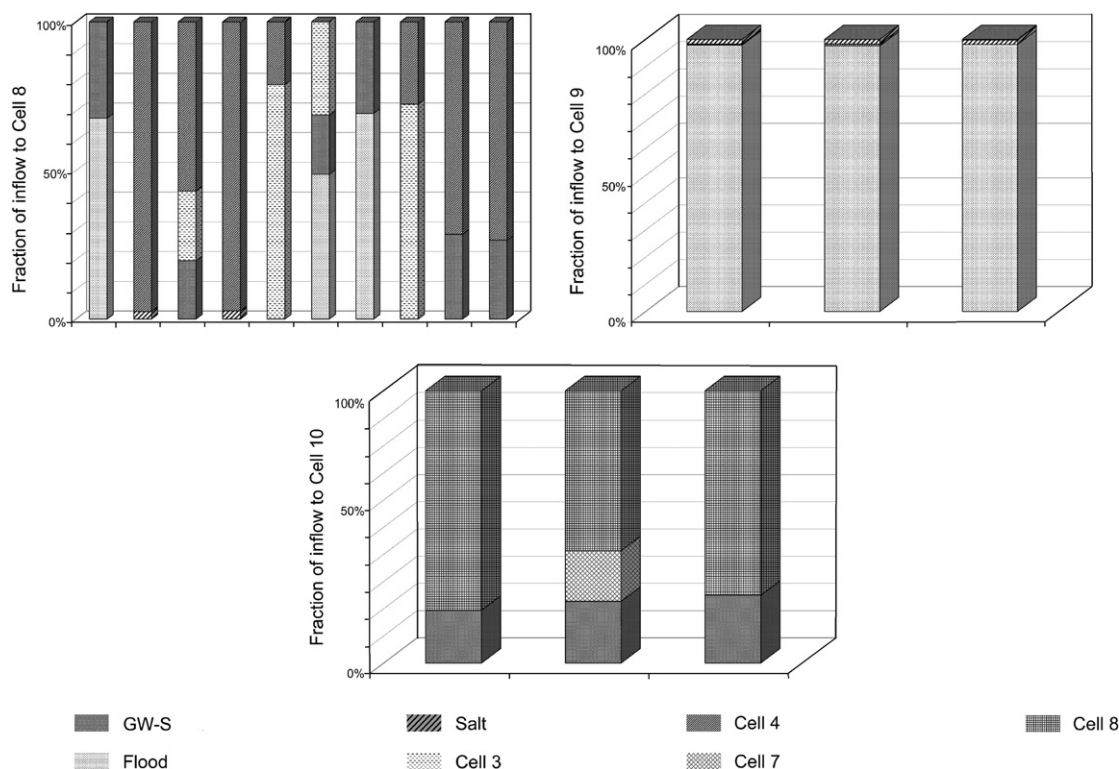 100%
50%
0%
Fraction of inflow to Cell 8
100%
50%
0%
Fraction of inflow to Cell 9
100%
50%
0%
Fraction of inflow to Cell 10
GW-S
Salt
Cell 4
Cell 8
Flood
Cell 3
Cell 7